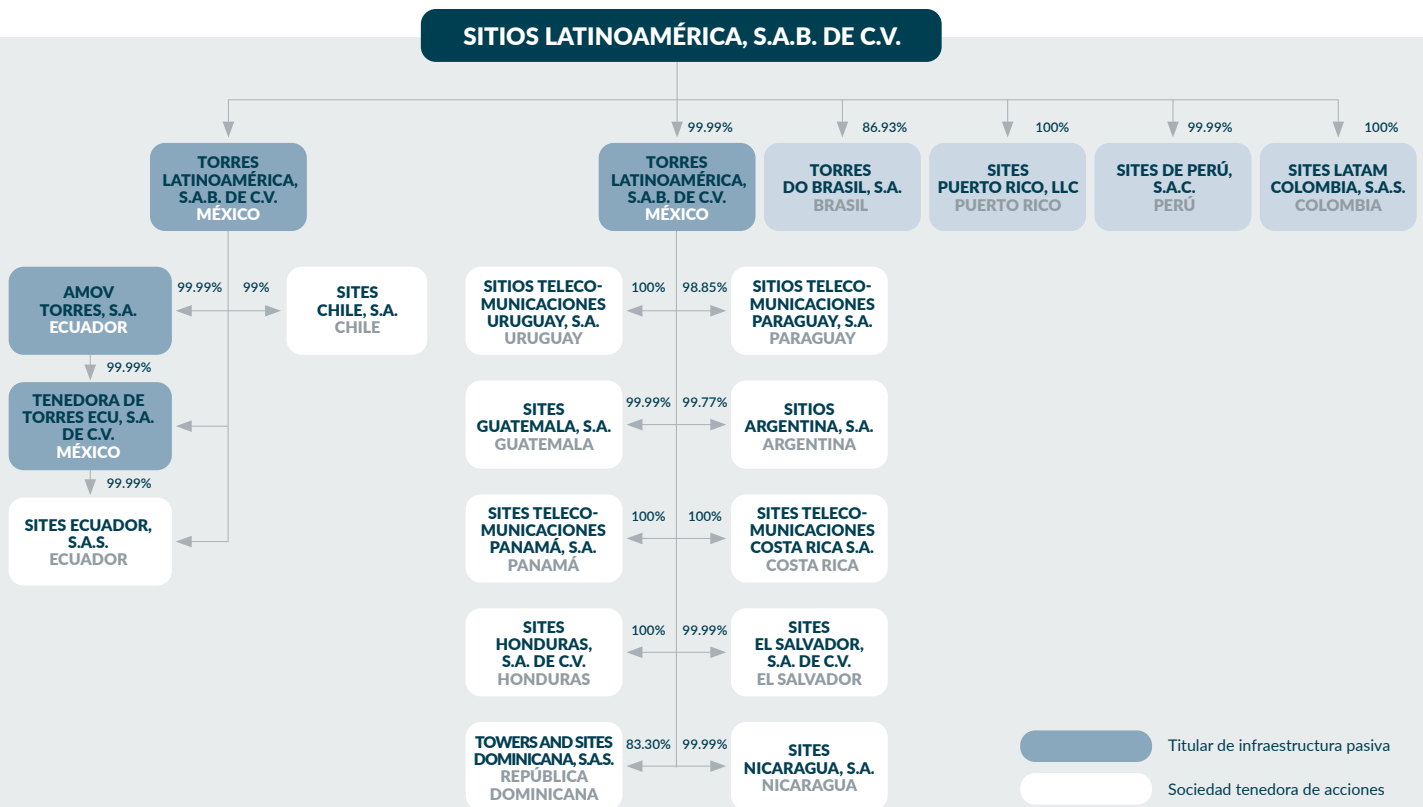 SITIOS LATINOAMÉRICA, S.A.B. DE C.V.
99.99%
86.93%
100%
99.99%
100%
TORRES
LATINOAMÉRICA,
S.A.B. DE C.V.
MÉXICO
TORRES
LATINOAMÉRICA,
S.A.B. DE C.V.
MÉXICO
TORRES
DO BRASIL, S.A.
BRASIL
SITES
PUERTO RICO, LLC
PUERTO RICO
SITES DE PERÚ,
S.A.C.
PERÚ
SITES LATAM
COLOMBIA, S.A.S.
COLOMBIA
AMOV
TORRES, S.A.
ECUADOR
99.99%
99%
SITES
CHILE, S.A.
CHILE
99.99%
TENEDORA DE
TORRES ECU, S.A.
DE C.V.
MÉXICO
99.99%
SITES ECUADOR,
S.A.S.
ECUADOR
SITIOS TELECO-
MUNICACIONES
URUGUAY, S.A.
URUGUAY
100%
98.85%
SITIOS TELECO-
MUNICACIONES
PARAGUAY, S.A.
PARAGUAY
SITES
GUATEMALA, S.A.
GUATEMALA
99.99%
99.77%
SITIOS
ARGENTINA, S.A.
ARGENTINA
SITES TELECO-
MUNICACIONES
PANAMÁ, S.A.
PANAMÁ
100%
100%
SITES TELECO-
MUNICACIONES
COSTA RICA S.A.
COSTA RICA
SITES
HONDURAS,
S.A. DE C.V.
HONDURAS
100%
99.99%
SITES
EL SALVADOR,
S.A. DE C.V.
EL SALVADOR
TOWERS AND SITES
DOMINICANA, S.A.S.
REPÚBLICA
DOMINICANA
83.30%
99.99%
SITES
NICARAGUA, S.A.
NICARAGUA
Titular de infraestructura pasiva
Sociedad tenedora de acciones